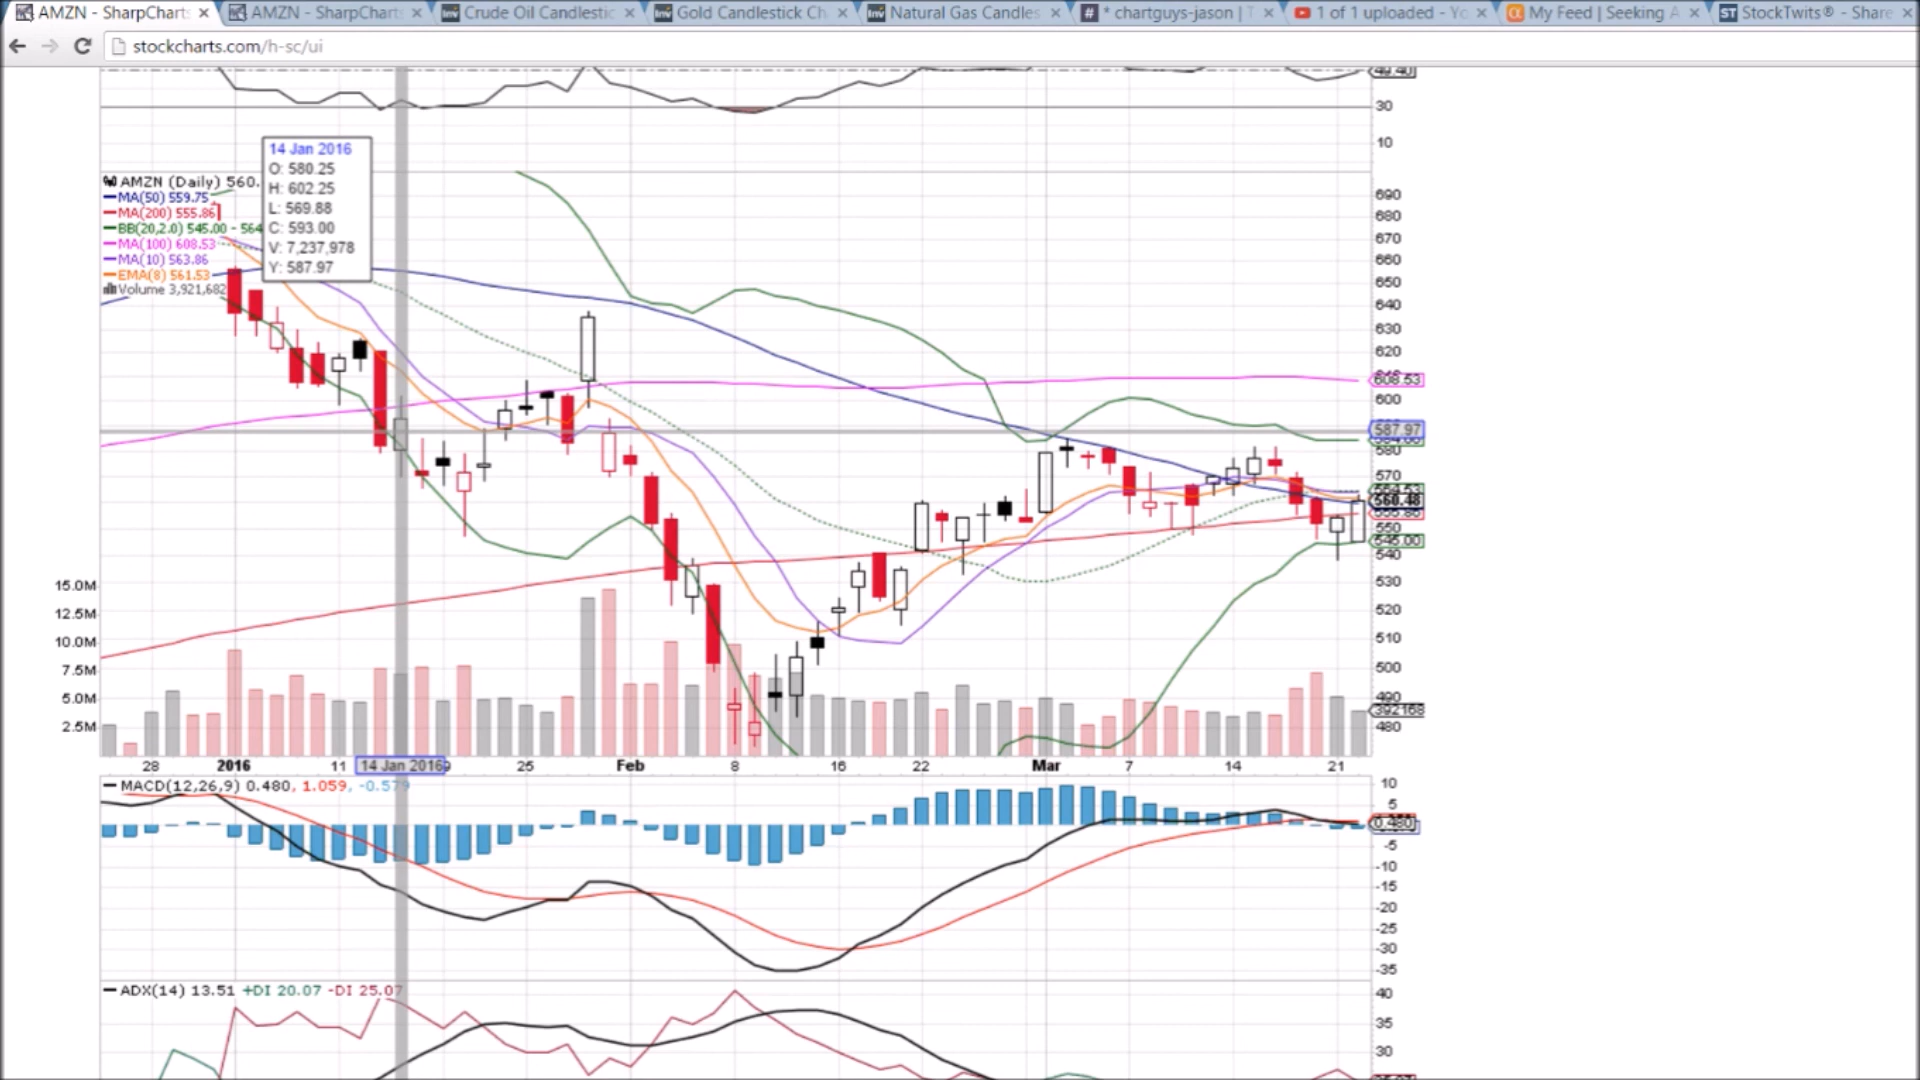 AMZN - SharpChart
AMZN - SharpChart
Crude Oil Candlestic
Gold Candlestick Ch
Natural Gas Candles
* chartguys-jason | T
1 of 1 uploaded - Yo
My Feed | Seeking A
ST StockTwits® - Share
stockcharts.com/h-sc/ui
49.40
30
10
14 Jan 2016
O: 580.25
H: 602.25
L: 569.88
C: 593.00
V: 7,237,978
Y: 587.97
AMZN (Daily) 560.
MA(50) 559.75
MA(200) 555.86
BB(20,2.0) 545.00 - 564
MA(100) 608.53
MA(10) 563.86
EMA(8) 561.53
Volume 3,921,682
690
680
670
660
650
640
630
620
608.53
600
587.97
580
570
560.48
555.86
550
545.00
540
530
520
510
500
490
392168
480
15.0M
12.5M
10.0M
7.5M
5.0M
2.5M
28 2016 11 14 Jan 2016 25 Feb 8 16 22 Mar 7 14 21
MACD(12,26,9) 0.480, 1.059, -0.579
10
5
0.480
-5
-10
-15
-20
-25
-30
-35
ADX(14) 13.51 +DI 20.07 -DI 25.07
40
35
30